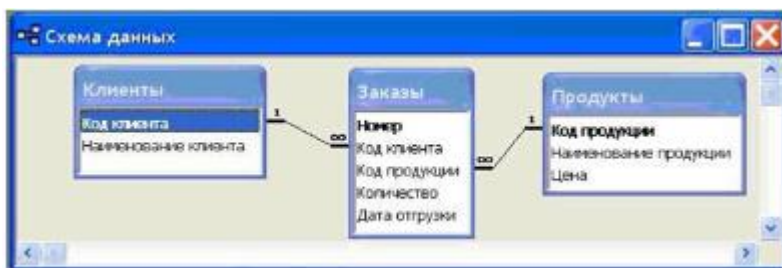 Схема данных
Клиенты
Код клиента
Наименование клиента
1
∞
Заказы
Номер
Код клиента
Код продукции
Количество
Дата отгрузки
∞
1
Продукты
Код продукции
Наименование продукции
Цена